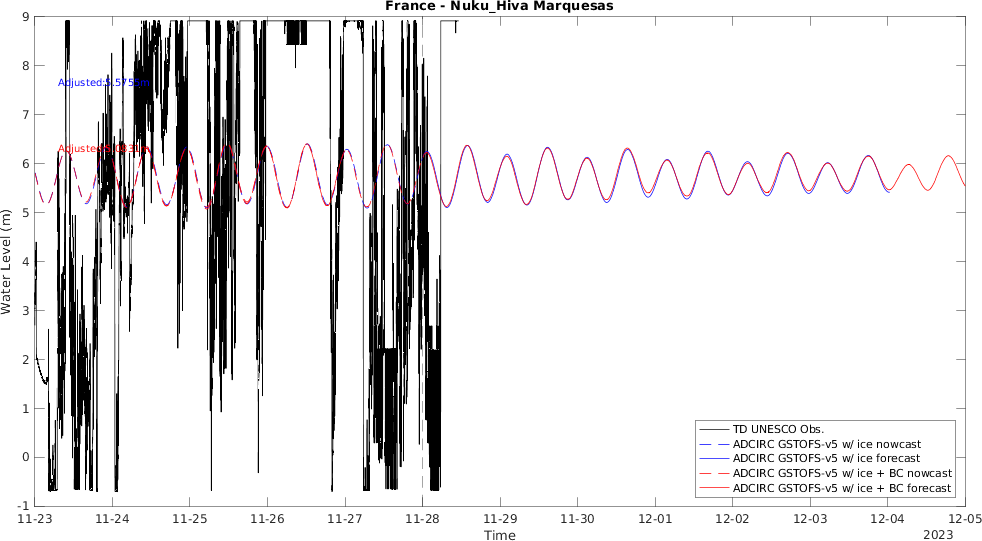 France - Nuku_Hiva Marquesas
9
8
7
6
5
4
3
2
1
0
-1
Water Level (m)
Adjusted:5.575 m
TD UNESCO Obs.
ADCIRC GSTOFS-v5 w/ ice nowcast
ADCIRC GSTOFS-v5 w/ ice forecast
ADCIRC GSTOFS-v5 w/ ice + BC nowcast
ADCIRC GSTOFS-v5 w/ ice + BC forecast
11-23
11-24
11-25
11-26
11-27
11-28
11-29
11-30
12-01
12-02
12-03
12-04
12-05
Time
2023